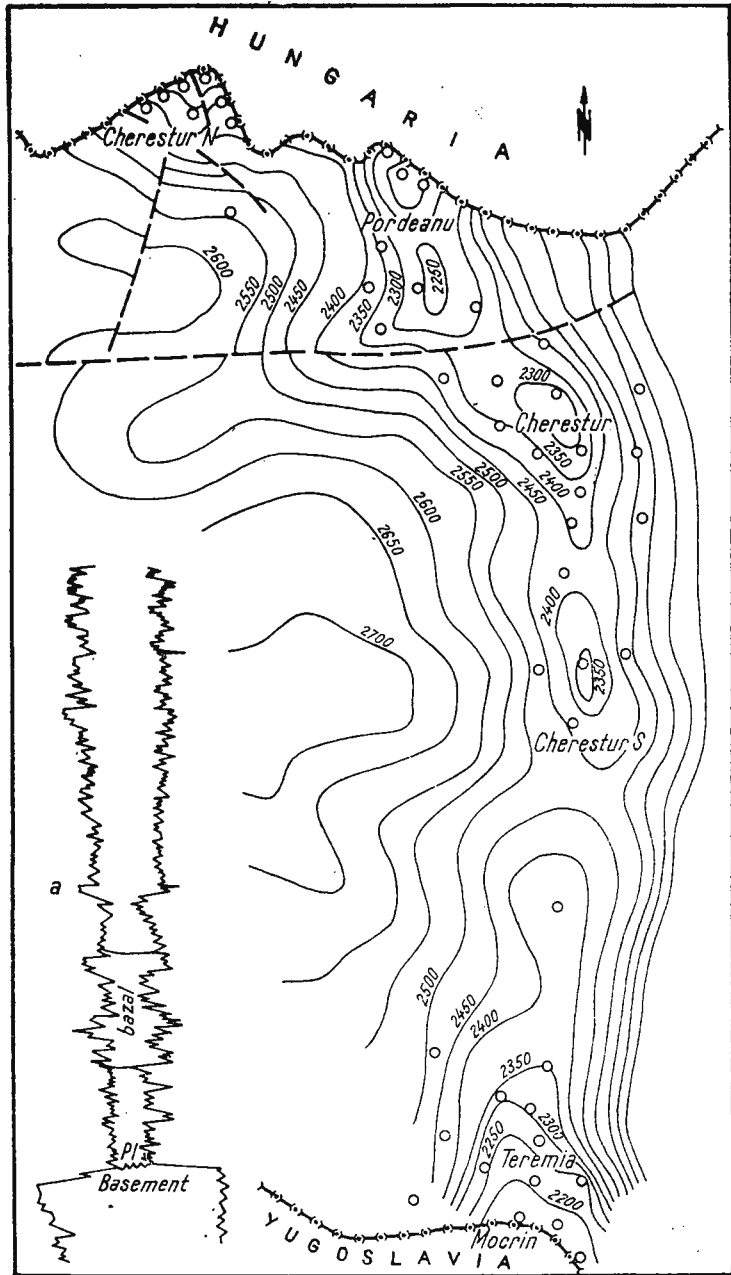 HUNGARIA
N
Cherestur N
Pordeanu
2600
2550
2500
2450
2400
2350
2300
2250
2300
Cherestur
2350
2400
2450
2500
2550
2600
2650
2700
2400
2350
Cherestur S
a
bazal
2500
2450
2400
2350
2300
2250
Teremia
2200
Pl
Basement
Mocrin
YUGOSLAVIA